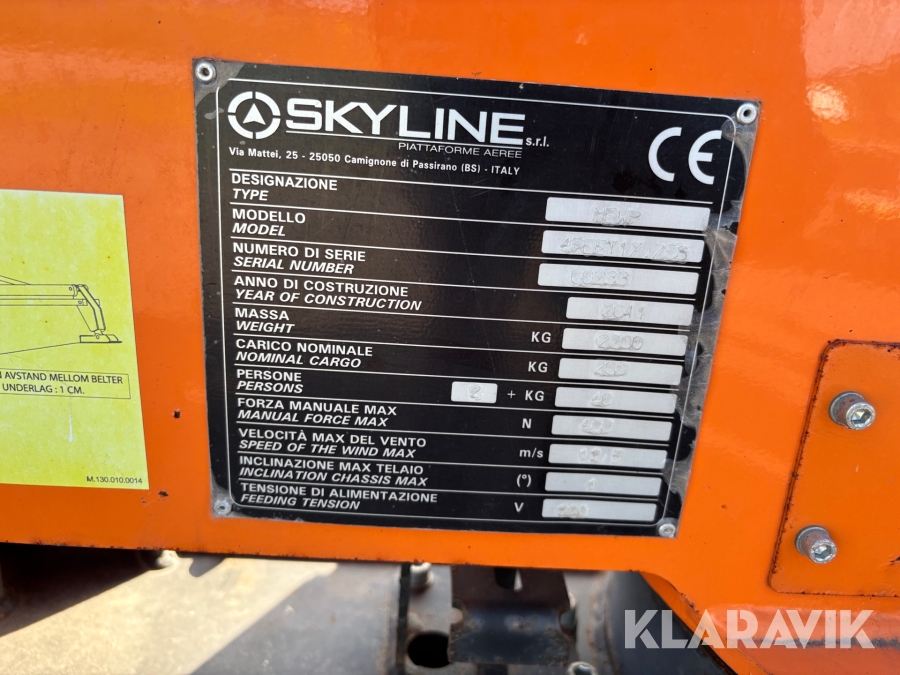 SKYLINE s.r.l.
PIATTAFORME AEREE
Via Mattei, 25 - 25050 Camignone di Passirano (BS) - ITALY
CE
DESIGNAZIONE
TYPE
MODELLO
MODEL
NUMERO DI SERIE
SERIAL NUMBER
ANNO DI COSTRUZIONE
YEAR OF CONSTRUCTION
MASSA
WEIGHT KG
CARICO NOMINALE
NOMINAL CARGO KG
PERSONE
PERSONS 2 + KG
FORZA MANUALE MAX
MANUAL FORCE MAX N
VELOCITÀ MAX DEL VENTO
SPEED OF THE WIND MAX m/s
INCLINAZIONE MAX TELAIO
INCLINATION CHASSIS MAX (°)
TENSIONE DI ALIMENTAZIONE
FEEDING TENSION V
AVSTAND MELLOM BELTER
UNDERLAG : 1 CM.
M.130.010.0014
KLARAVIK